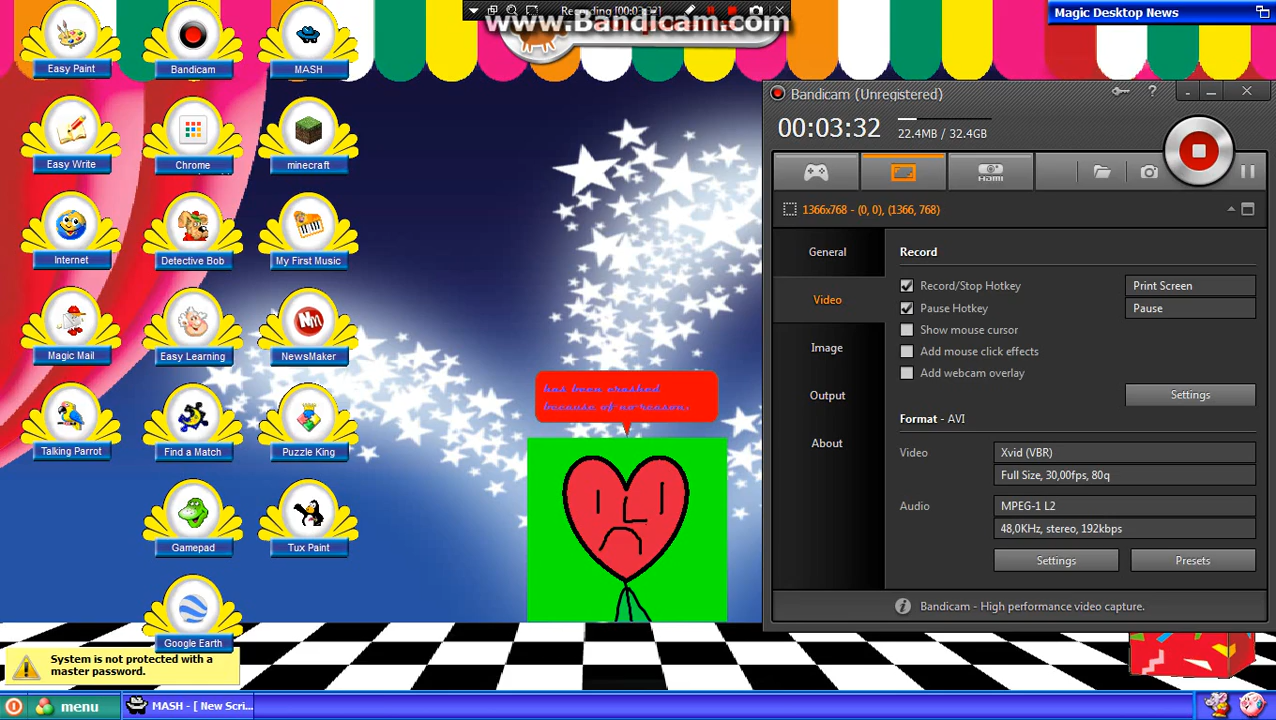 Recording [00:03:32]
www.Bandicam.com
Magic Desktop News
Easy Paint
Bandicam
MASH
Easy Write
Chrome
minecraft
Internet
Detective Bob
My First Music
Magic Mail
Easy Learning
NewsMaker
Talking Parrot
Find a Match
Puzzle King
Gamepad
Tux Paint
Google Earth
has been crashed
because of no reason.
Bandicam (Unregistered)
?
00:03:32
22.4MB / 32.4GB
HDMI
1366x768 - (0, 0), (1366, 768)
General
Video
Image
Output
About
Record
Record/Stop Hotkey
Print Screen
Pause Hotkey
Pause
Show mouse cursor
Add mouse click effects
Add webcam overlay
Settings
Format - AVI
Video
Xvid (VBR)
Full Size, 30,00fps, 80q
Audio
MPEG-1 L2
48,0KHz, stereo, 192kbps
Settings
Presets
Bandicam - High performance video capture.
System is not protected with a
master password.
menu
MASH - [ New Scri...